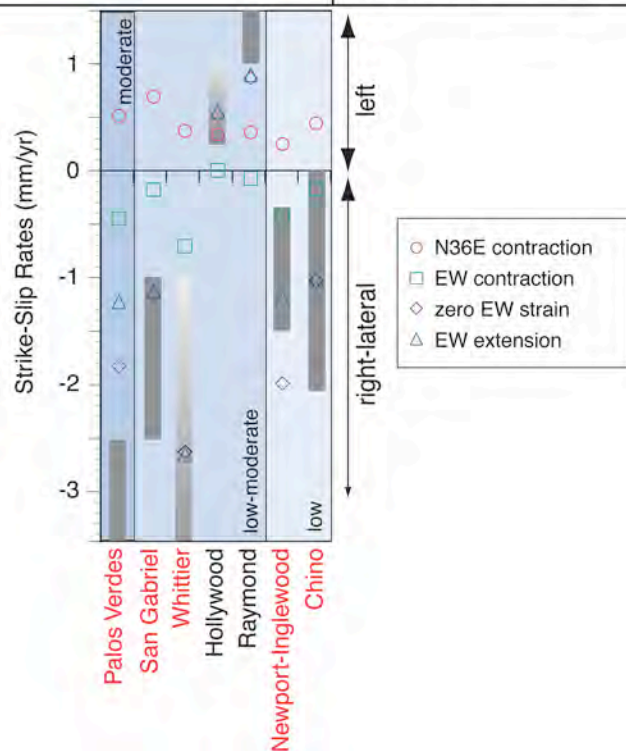 moderate
1
0
-1
-2
-3
Strike-Slip Rates (mm/yr)
left
right-lateral
low-moderate
low
N36E contraction
EW contraction
zero EW strain
EW extension
Palos Verdes
San Gabriel
Whittier
Hollywood
Raymond
Newport-Inglewood
Chino